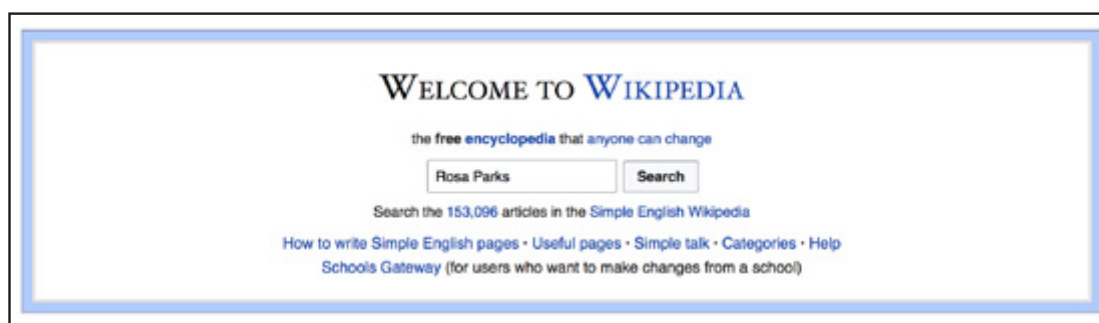 WELCOME TO WIKIPEDIA
the free encyclopedia that anyone can change
Rosa Parks Search
Search the 153,096 articles in the Simple English Wikipedia
How to write Simple English pages · Useful pages · Simple talk · Categories · Help
Schools Gateway (for users who want to make changes from a school)